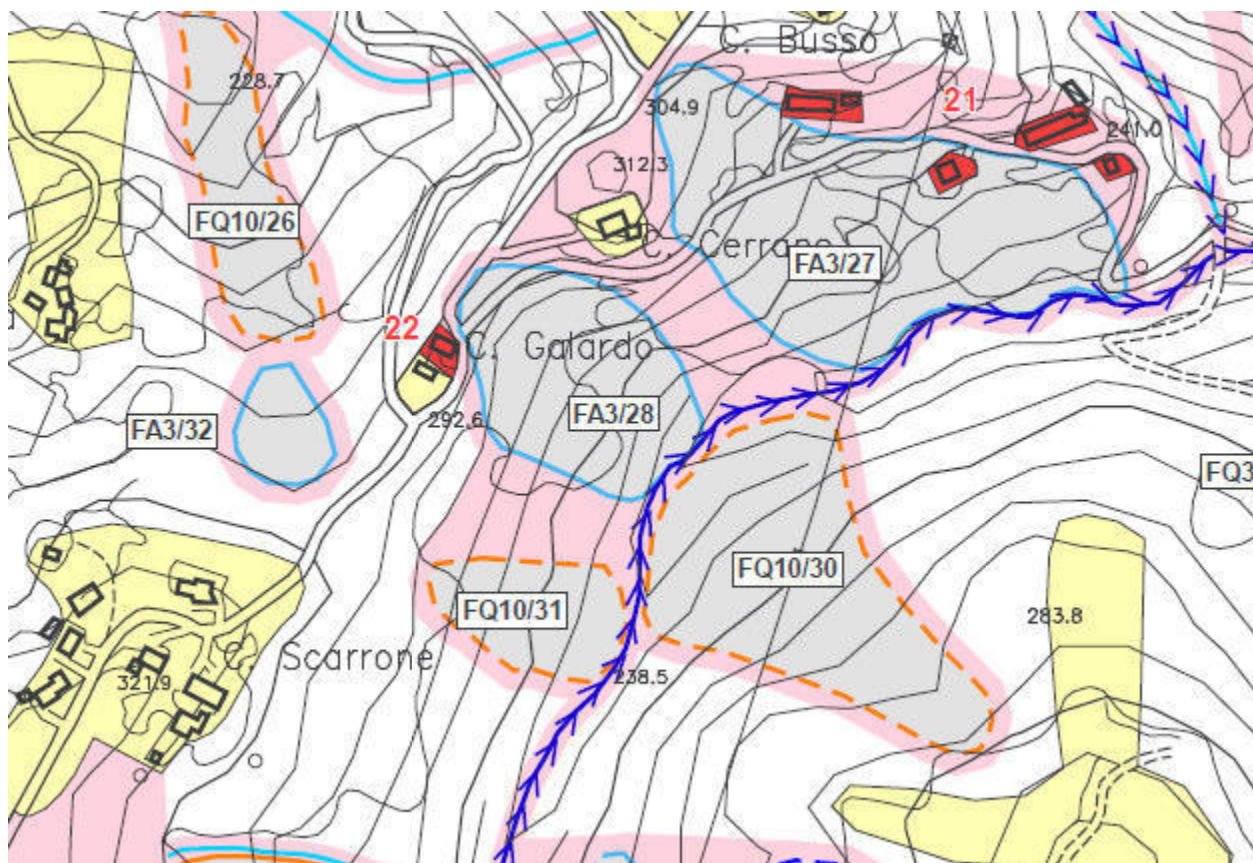 C. Busso
228.7
304.9
21
241.0
312.3
FQ10/26
C. Cerrano
FA3/27
22
C. Galardo
FA3/28
292.6
FA3/32
FQ3
FQ10/30
FQ10/31
283.8
C. Scarrone
238.5
321.9